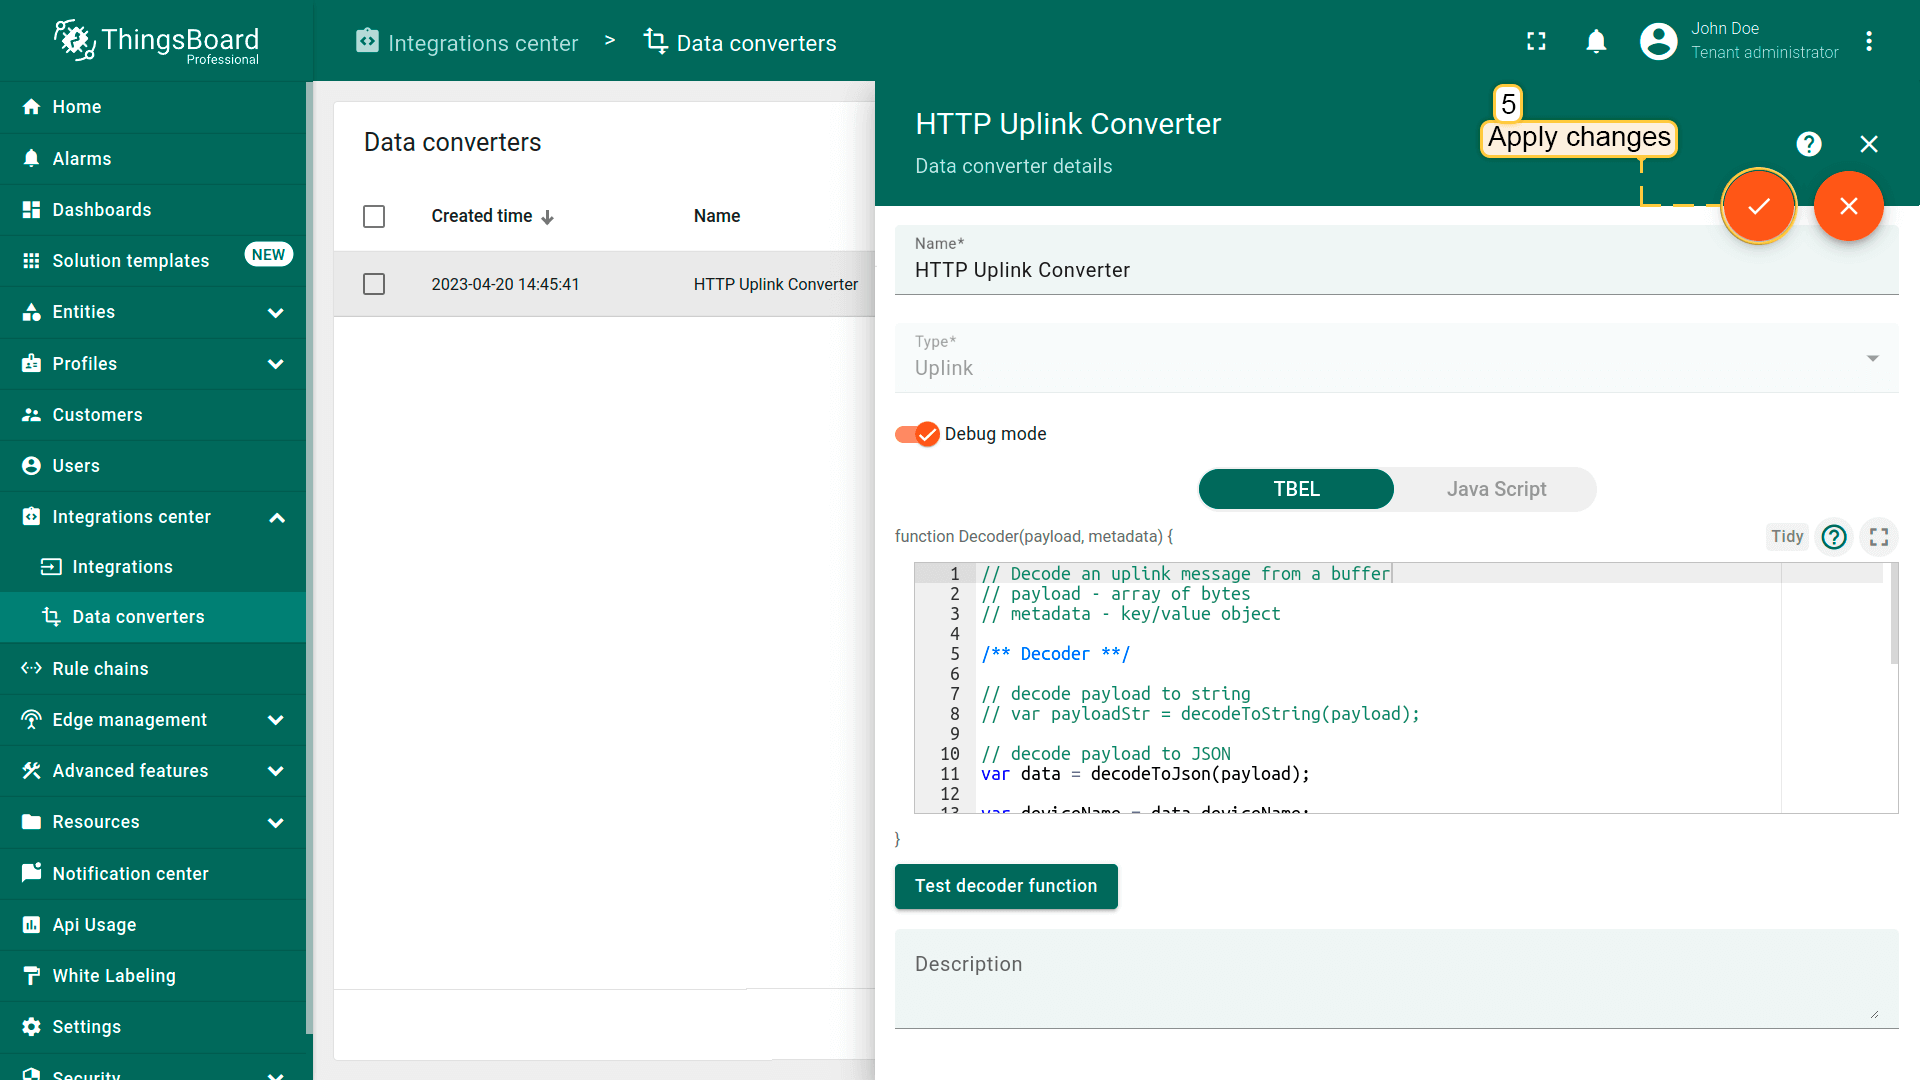 ThingsBoard
Professional
Integrations center > Data converters
John Doe
Tenant administrator
Home
Alarms
Dashboards
Solution templates NEW
Entities
Profiles
Customers
Users
Integrations center
Integrations
Data converters
Rule chains
Edge management
Advanced features
Resources
Notification center
Api Usage
White Labeling
Settings
Security
Data converters
Created time Name
2023-04-20 14:45:41 HTTP Uplink Converter
HTTP Uplink Converter
Data converter details
5
Apply changes
Name*
HTTP Uplink Converter
Type*
Uplink
Debug mode
TBEL Java Script
function Decoder(payload, metadata) {
Tidy
1 // Decode an uplink message from a buffer
2 // payload - array of bytes
3 // metadata - key/value object
4
5 /** Decoder **/
6
7 // decode payload to string
8 // var payloadStr = decodeToString(payload);
9
10 // decode payload to JSON
11 var data = decodeToJson(payload);
12
13 var deviceName = data.deviceName;
}
Test decoder function
Description